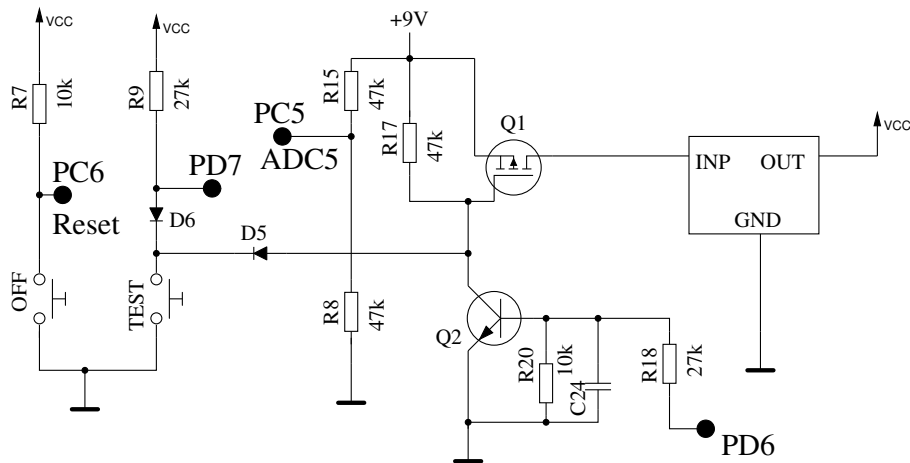 VCC
R7
10k
PC6
Reset
OFF
VCC
R9
27k
PD7
D6
TEST
D5
+9V
R15
47k
PC5
ADC5
R17
47k
R8
47k
Q1
Q2
R20
10k
C24
R18
27k
PD6
INP
OUT
GND
VCC